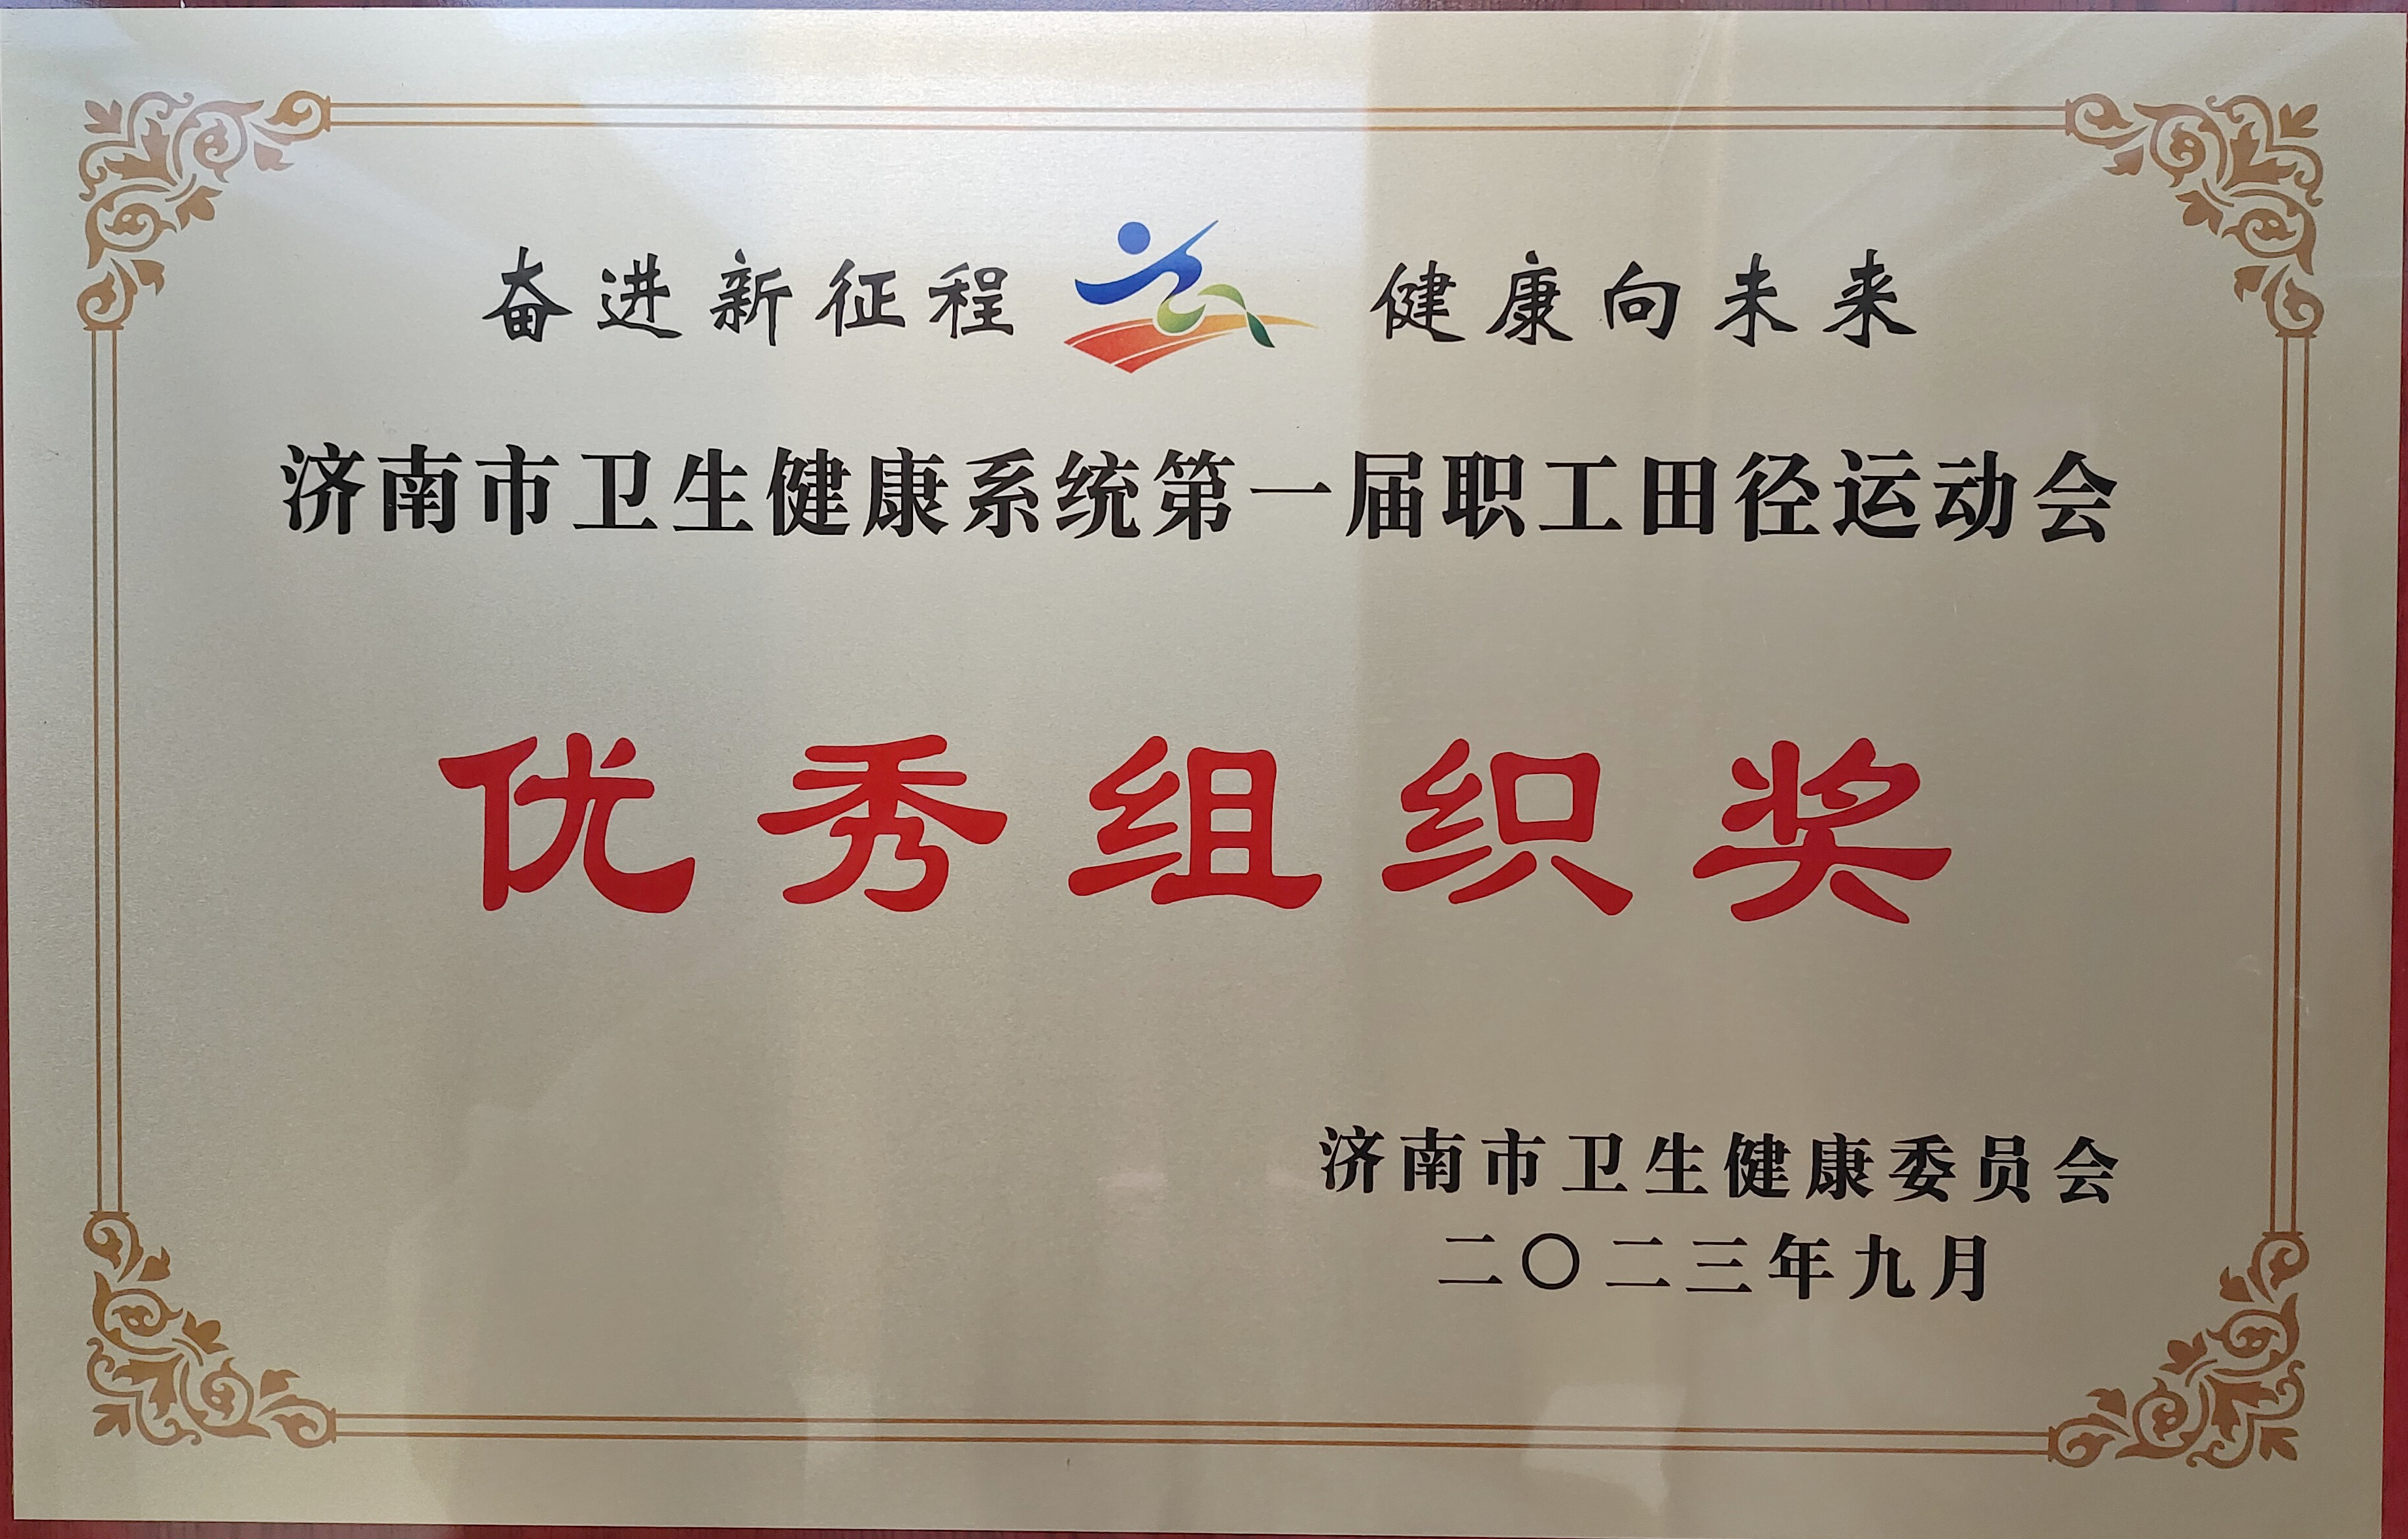 奋进新征程 健康向未来
济南市卫生健康系统第一届职工田径运动会
优秀组织奖
济南市卫生健康委员会
二〇二三年九月